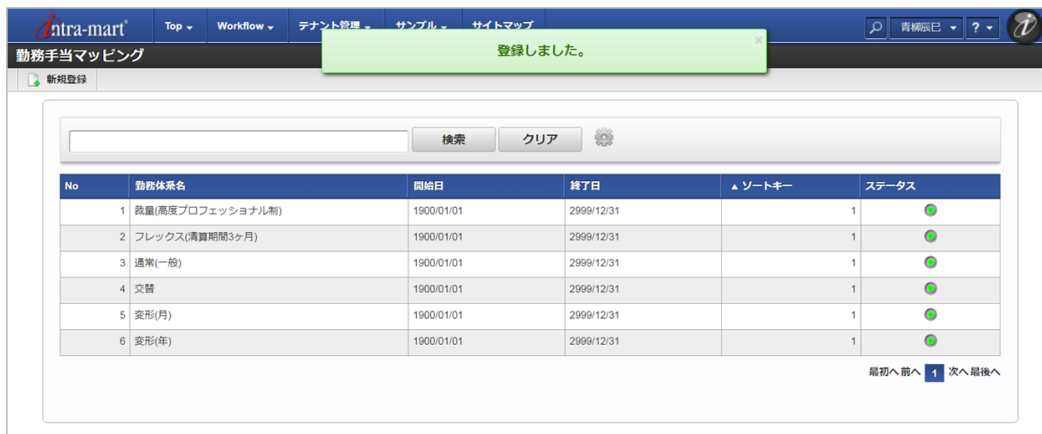 intra-mart Top Workflow テナント管理 サンプル サイトマップ 青柳辰巳 ?
勤務手当マッピング
登録しました。
新規登録
検索 クリア
No 勤務体系名 開始日 終了日 ▲ソートキー ステータス
1 裁量(高度プロフェッショナル制) 1900/01/01 2999/12/31 1
2 フレックス(清算期間3ヶ月) 1900/01/01 2999/12/31 1
3 通常(一般) 1900/01/01 2999/12/31 1
4 交替 1900/01/01 2999/12/31 1
5 変形(月) 1900/01/01 2999/12/31 1
6 変形(年) 1900/01/01 2999/12/31 1
最初へ 前へ 1 次へ 最後へ